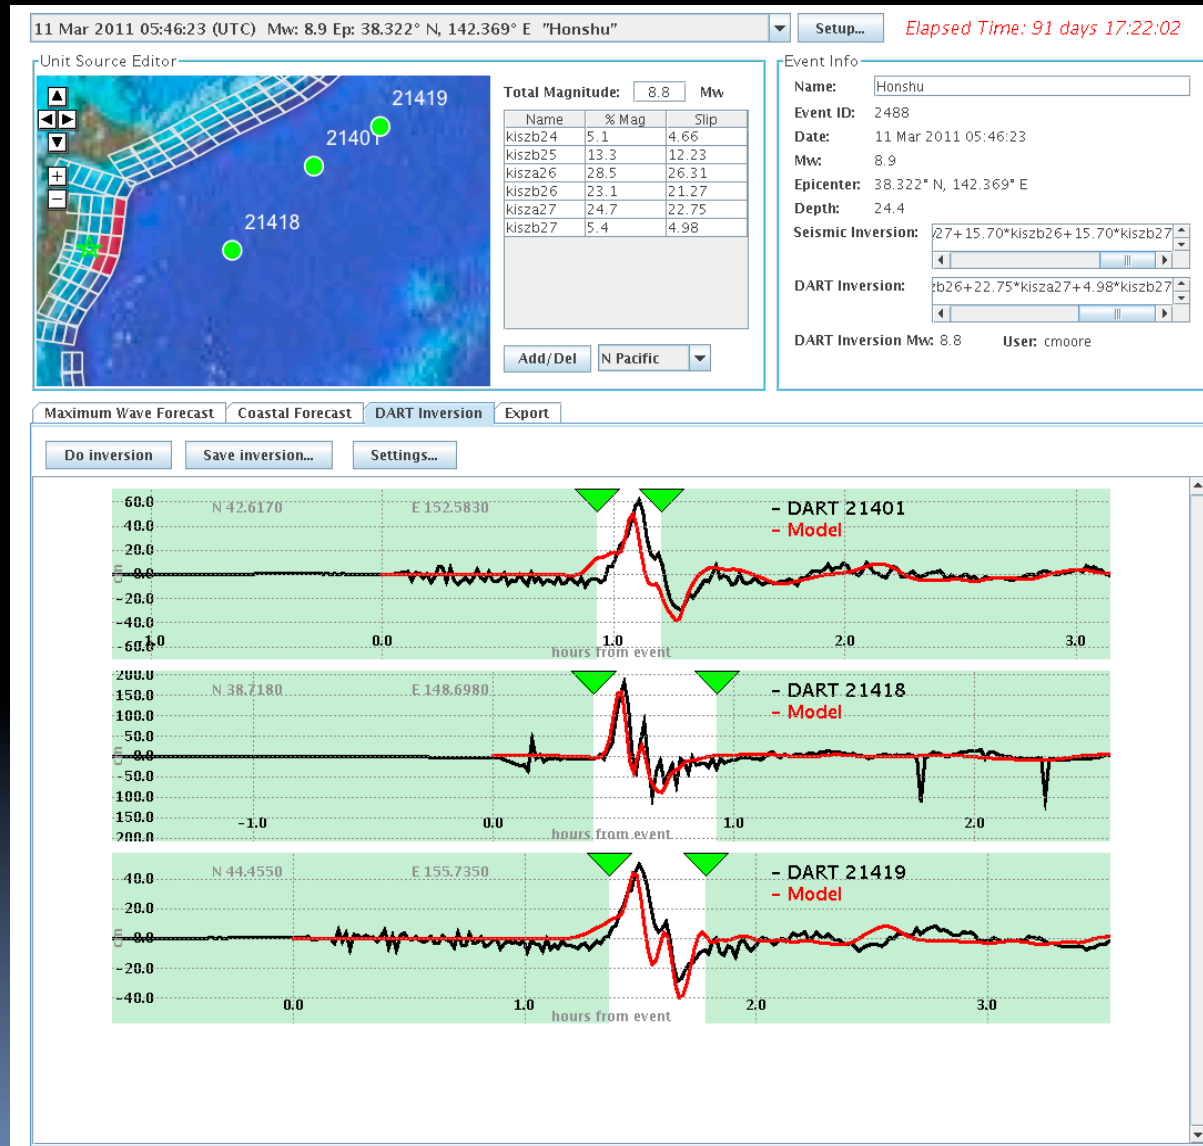 11 Mar 2011 05:46:23 (UTC) Mw: 8.9 Ep: 38.322° N, 142.369° E "Honshu"
Setup...
Elapsed Time: 91 days 17:22:02
Unit Source Editor
21419
21401
21418
Total Magnitude: 8.8 Mw
Name % Mag Slip
kiszb24 5.1 4.66
kiszb25 13.3 12.23
kisza26 28.5 26.31
kiszb26 23.1 21.27
kisza27 24.7 22.75
kiszb27 5.4 4.98
Add/Del N Pacific
Event Info
Name: Honshu
Event ID: 2488
Date: 11 Mar 2011 05:46:23
Mw: 8.9
Epicenter: 38.322° N, 142.369° E
Depth: 24.4
Seismic Inversion: 27+15.70*kiszb26+15.70*kiszb27
DART Inversion: zb26+22.75*kisza27+4.98*kiszb27
DART Inversion Mw: 8.8 User: cmoore
Maximum Wave Forecast Coastal Forecast DART Inversion Export
Do inversion Save inversion... Settings...
N 42.6170 E 152.5830
- DART 21401
- Model
60.0
40.0
20.0
0.0
-20.0
-40.0
-60.0
cm
-1.0 0.0 1.0 2.0 3.0
hours from event
N 38.7180 E 148.6980
- DART 21418
- Model
200.0
150.0
100.0
50.0
0.0
-50.0
100.0
150.0
200.0
cm
-1.0 0.0 1.0 2.0
hours from event
N 44.4550 E 155.7350
- DART 21419
- Model
40.0
20.0
0.0
-20.0
-40.0
cm
0.0 1.0 2.0 3.0
hours from event